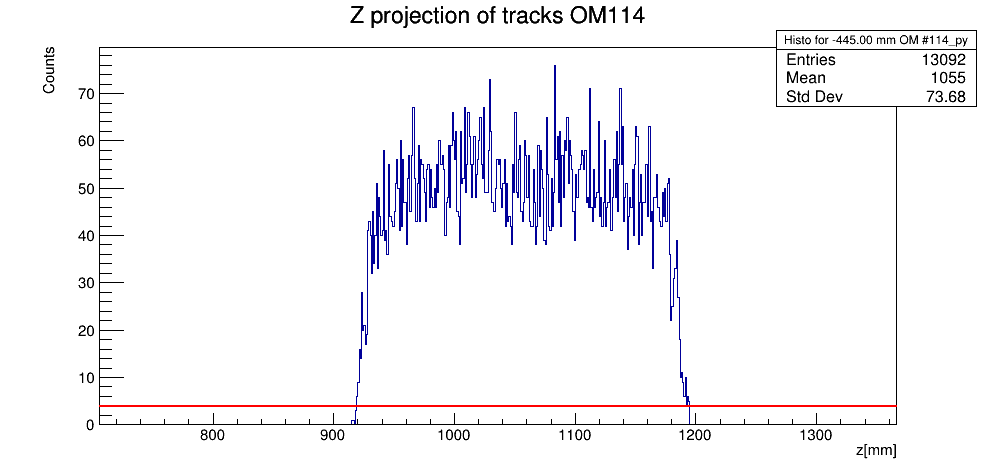 Z projection of tracks OM114
Histo for -445.00 mm OM #114_py
Entries 13092
Mean 1055
Std Dev 73.68
Counts
70
60
50
40
30
20
10
0
800 900 1000 1100 1200 1300
z[mm]